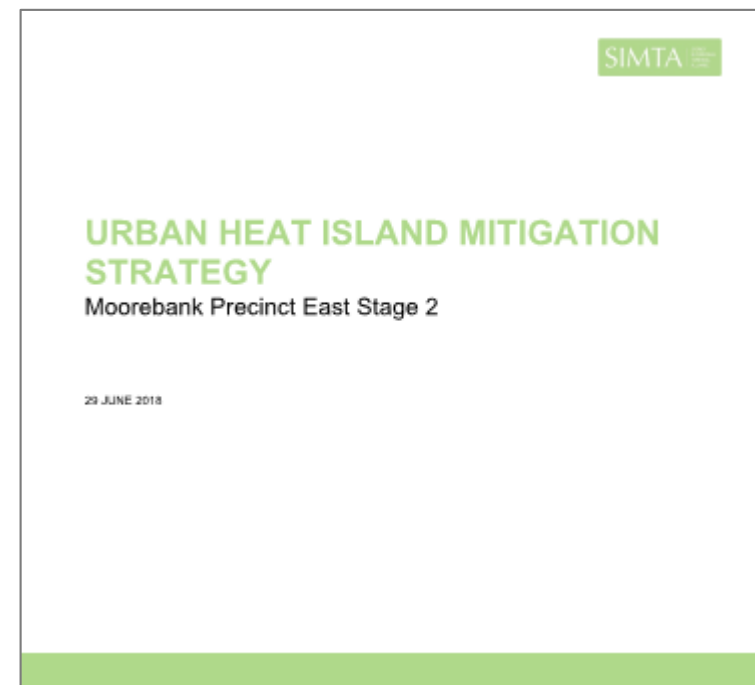 SIMTA
URBAN HEAT ISLAND MITIGATION
STRATEGY
Moorebank Precinct East Stage 2
29 JUNE 2018